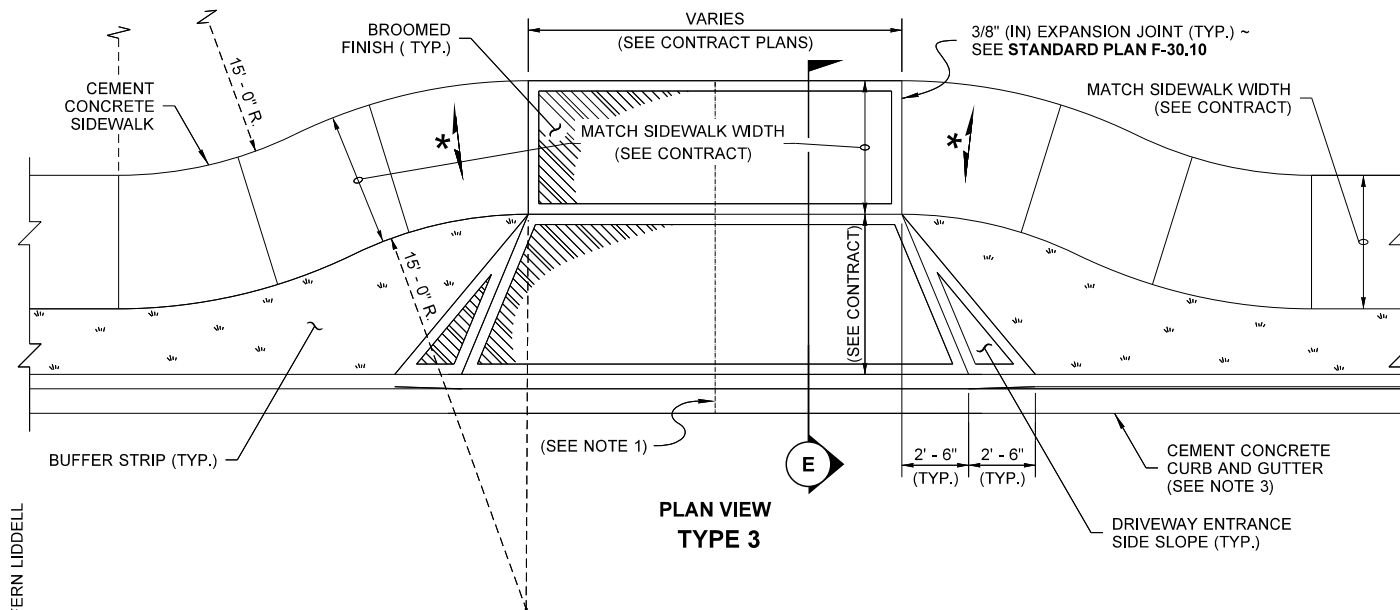 VARIES
(SEE CONTRACT PLANS)
BROOMED
FINISH ( TYP.)
3/8" (IN) EXPANSION JOINT (TYP.) ~
SEE STANDARD PLAN F-30.10
15' - 0" R.
CEMENT
CONCRETE
SIDEWALK
MATCH SIDEWALK WIDTH
(SEE CONTRACT)
*
MATCH SIDEWALK WIDTH
(SEE CONTRACT)
*
15' - 0" R.
(SEE CONTRACT)
BUFFER STRIP (TYP.)
(SEE NOTE 1)
E
2' - 6"
(TYP.)
2' - 6"
(TYP.)
CEMENT CONCRETE
CURB AND GUTTER
(SEE NOTE 3)
PLAN VIEW
TYPE 3
DRIVEWAY ENTRANCE
SIDE SLOPE (TYP.)
FERN LIDDELL